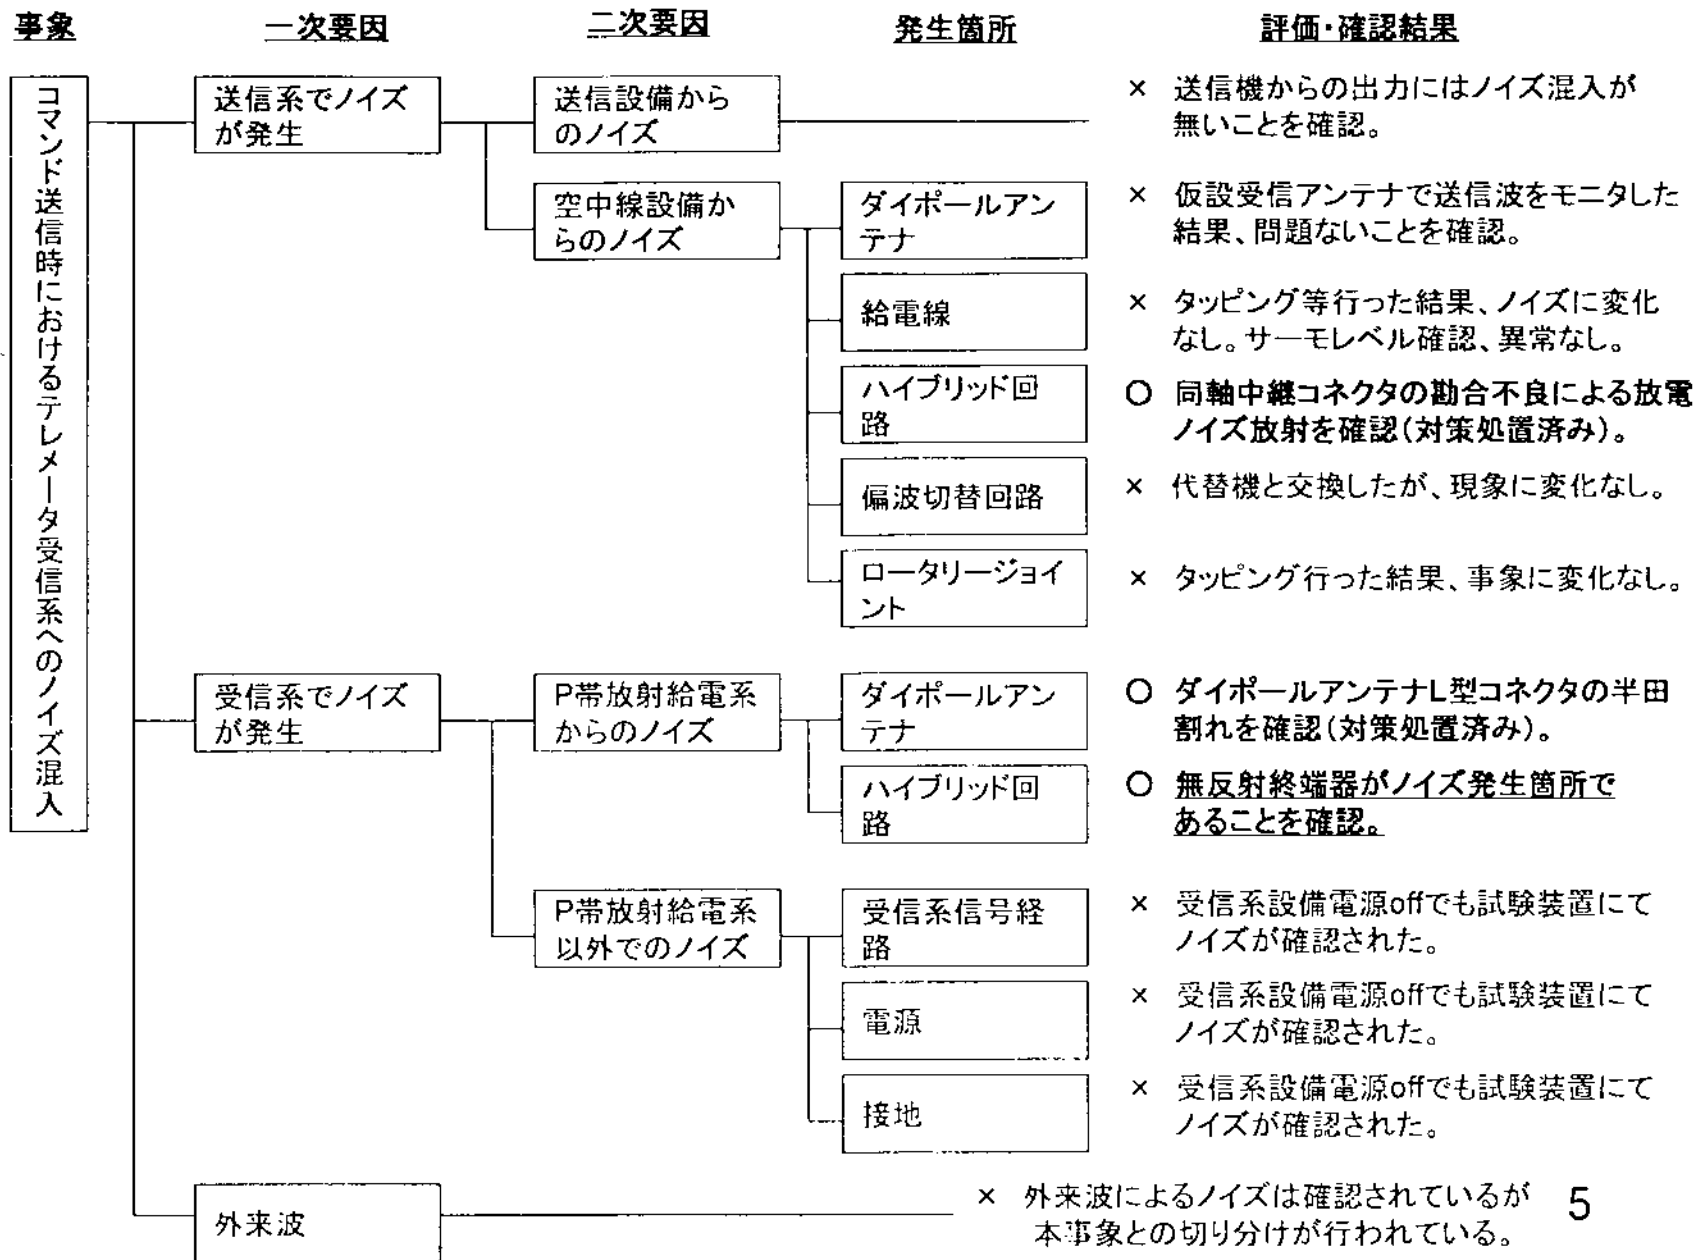 事象
一次要因
二次要因
発生箇所
評価・確認結果
コマンド送信時におけるテレメータ受信系へのノイズ混入
送信系でノイズ
が発生
送信設備から
のノイズ
× 送信機からの出力にはノイズ混入が
無いことを確認。
空中線設備か
らのノイズ
ダイポールアン
テナ
× 仮設受信アンテナで送信波をモニタした
結果、問題ないことを確認。
給電線
× タッピング等行った結果、ノイズに変化
なし。サーモレベル確認、異常なし。
ハイブリッド回
路
○ 同軸中継コネクタの勘合不良による放電
ノイズ放射を確認(対策処置済み)。
偏波切替回路
× 代替機と交換したが、現象に変化なし。
ロータリージョイ
ント
× タッピング行った結果、事象に変化なし。
受信系でノイズ
が発生
P帯放射給電系
からのノイズ
ダイポールアン
テナ
○ ダイポールアンテナL型コネクタの半田
割れを確認(対策処置済み)。
ハイブリッド回
路
○ 無反射終端器がノイズ発生箇所で
あることを確認。
P帯放射給電系
以外でのノイズ
受信系信号経
路
× 受信系設備電源offでも試験装置にて
ノイズが確認された。
電源
× 受信系設備電源offでも試験装置にて
ノイズが確認された。
接地
× 受信系設備電源offでも試験装置にて
ノイズが確認された。
外来波
× 外来波によるノイズは確認されているが
本事象との切り分けが行われている。
5